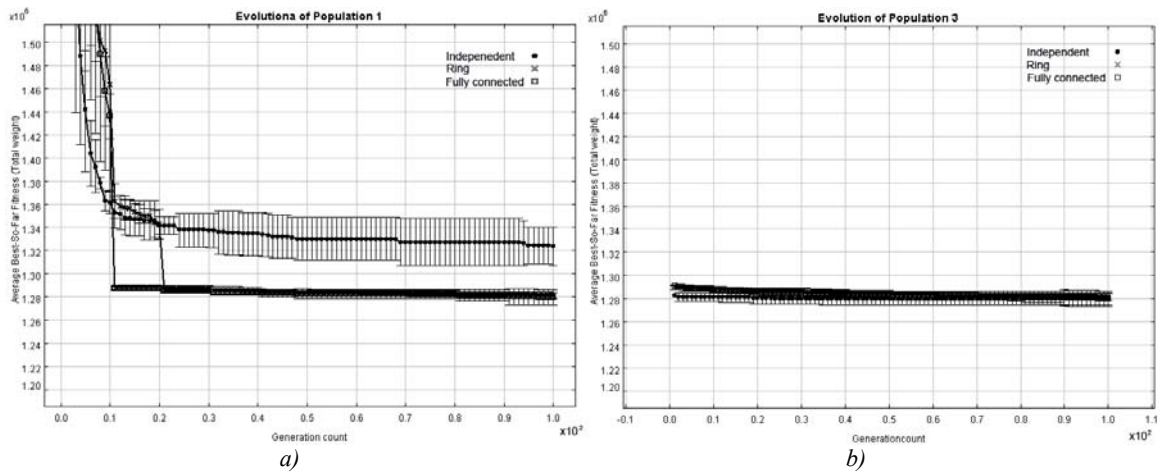 Evolutiona of Population 1
x10⁶
1.50
1.48
1.46
1.44
1.42
1.40
1.38
1.36
1.34
1.32
1.30
1.28
1.26
1.24
1.22
1.20
Average Best-So-Far Fitness (Total weight)
Indepenedent
Ring
Fully connected
0.0 0.1 0.2 0.3 0.4 0.5 0.6 0.7 0.8 0.9 1.0
Generation count
x10²
a)
Evolution of Population 3
x10⁶
1.50
1.48
1.46
1.44
1.42
1.40
1.38
1.36
1.34
1.32
1.30
1.28
1.26
1.24
1.22
1.20
Average Best-So-Far Fitness (Total weight)
Independent
Ring
Fully connected
-0.1 0.0 0.1 0.2 0.3 0.4 0.5 0.6 0.7 0.8 0.9 1.0
Generationcount
x10²
b)